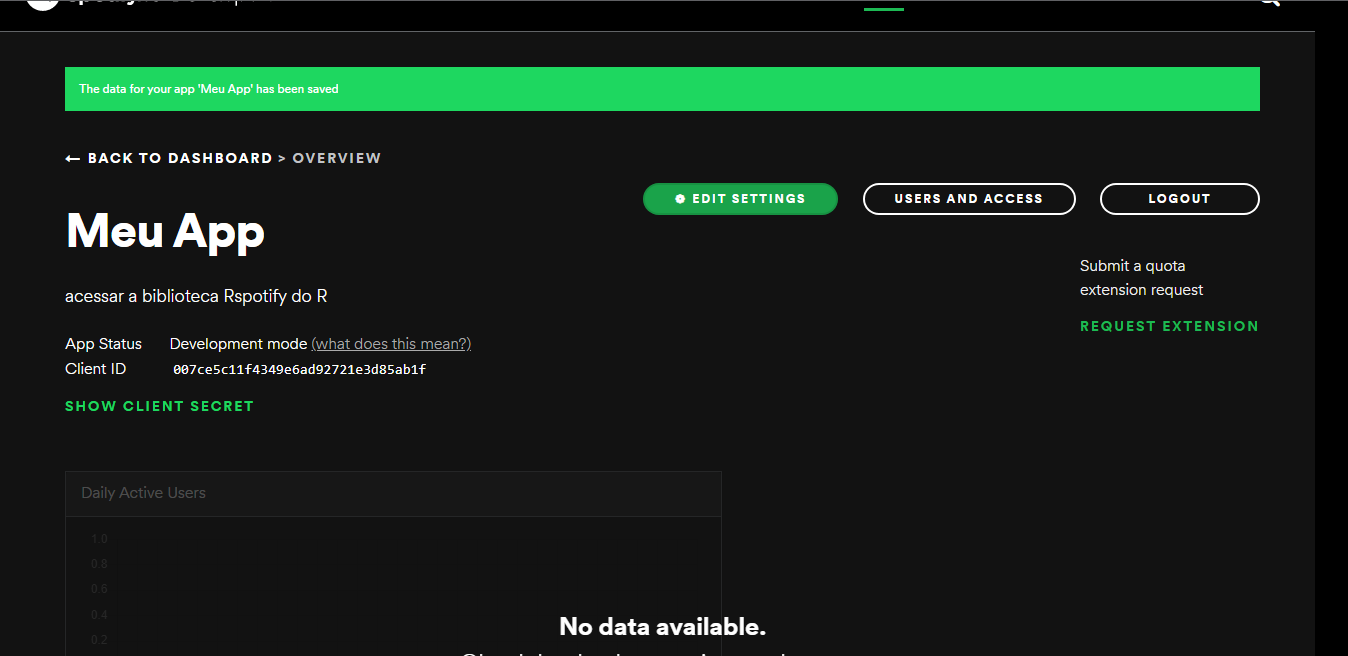 The data for your app 'Meu App' has been saved
← BACK TO DASHBOARD > OVERVIEW
EDIT SETTINGS
USERS AND ACCESS
LOGOUT
Meu App
Submit a quota
extension request
REQUEST EXTENSION
acessar a biblioteca Rspotify do R
App Status Development mode (what does this mean?)
Client ID 007ce5c11f4349e6ad92721e3d85ab1f
SHOW CLIENT SECRET
Daily Active Users
1.0
0.8
0.6
0.4
0.2
No data available.